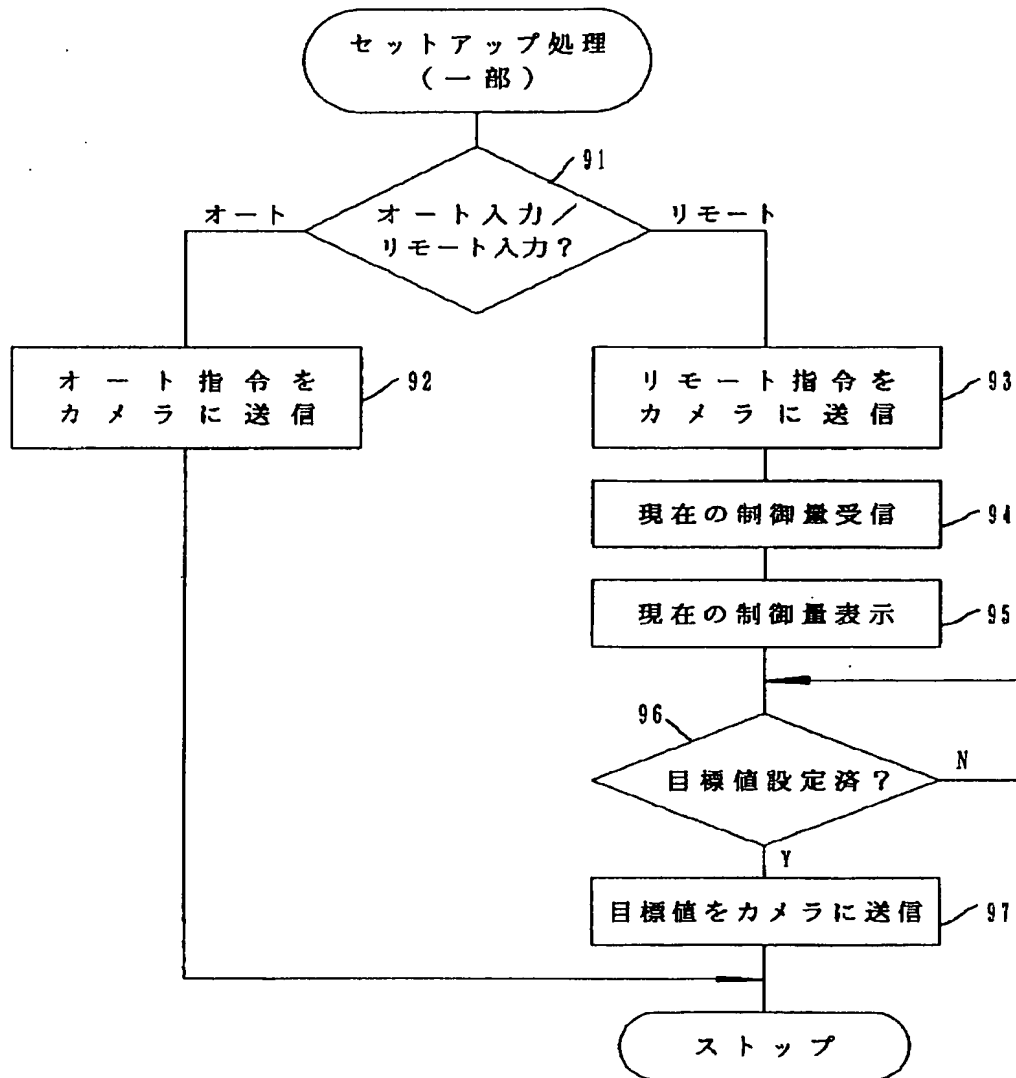 セットアップ処理
(一部)
91
オート
オート入力/
リモート入力?
リモート
オート指令を
カメラに送信
92
リモート指令を
カメラに送信
93
現在の制御量受信
94
現在の制御量表示
95
96
目標値設定済?
N
Y
目標値をカメラに送信
97
ストップ